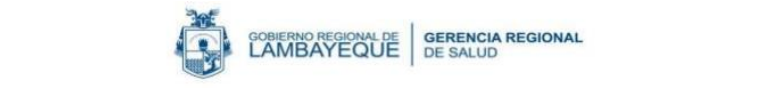 GOBIERNO REGIONAL DE
LAMBAYEQUE
GERENCIA REGIONAL
DE SALUD